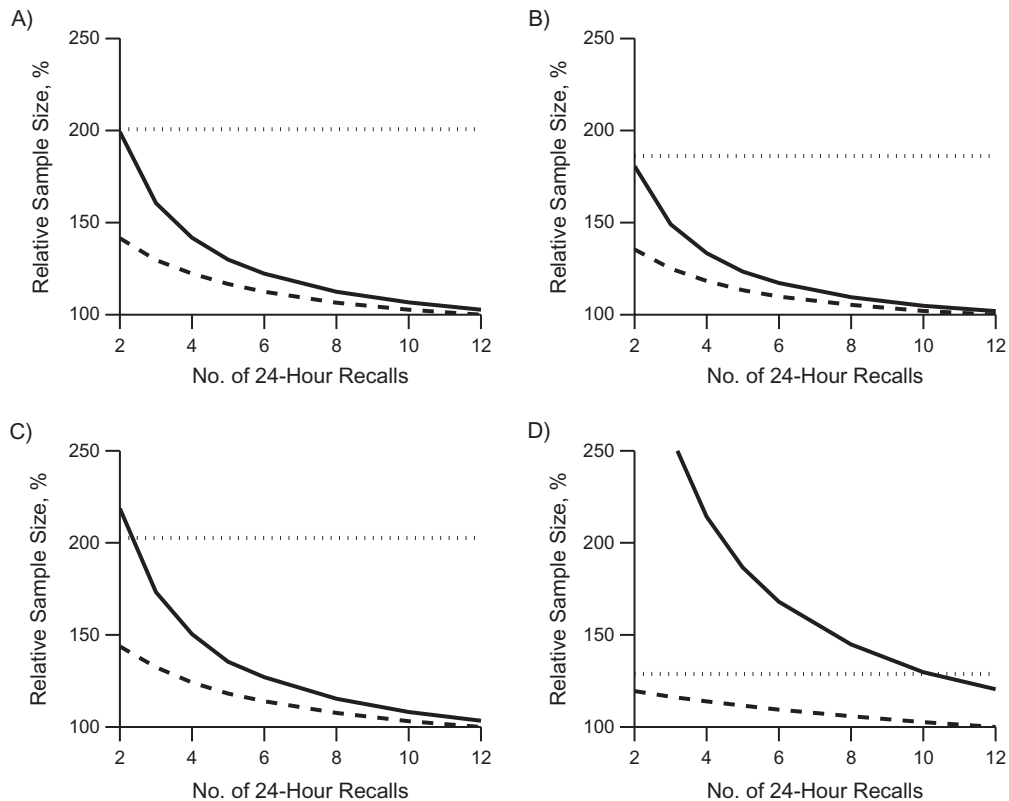 A)
250
200
150
100
Relative Sample Size, %
2 4 6 8 10 12
No. of 24-Hour Recalls
B)
250
200
150
100
Relative Sample Size, %
2 4 6 8 10 12
No. of 24-Hour Recalls
C)
250
200
150
100
Relative Sample Size, %
2 4 6 8 10 12
No. of 24-Hour Recalls
D)
250
200
150
100
Relative Sample Size, %
2 4 6 8 10 12
No. of 24-Hour Recalls